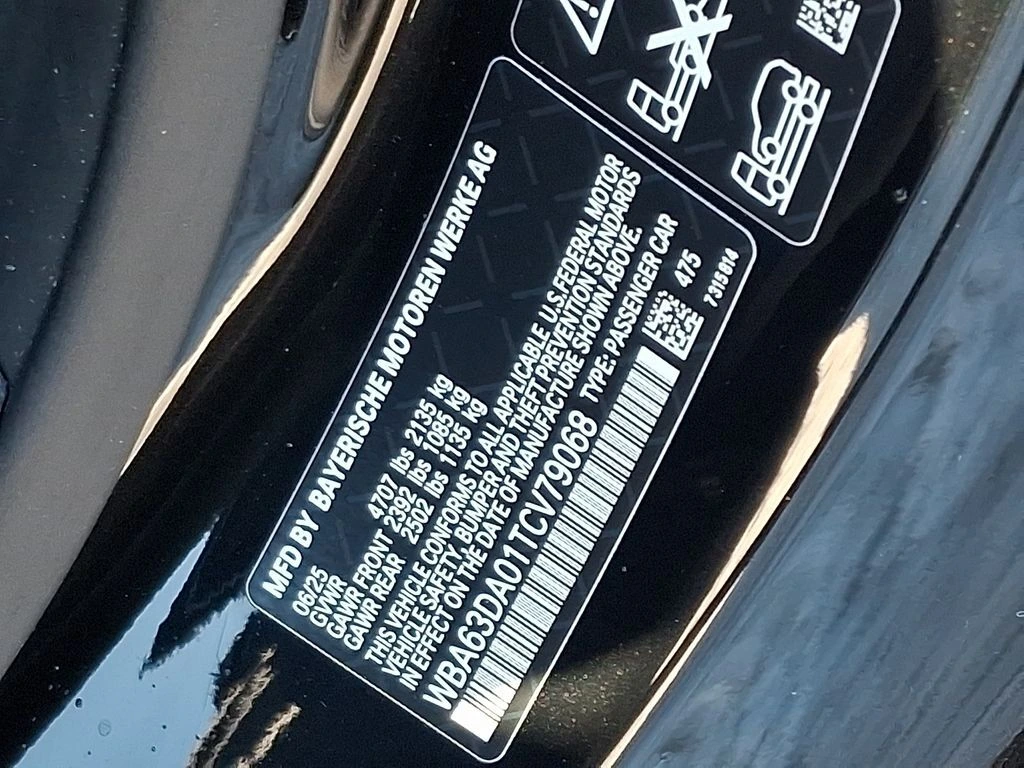 MFD BY BAYERISCHE MOTOREN WERKE AG
08/25
GVWR 4707 lbs 2135 kg
GAWR FRONT 2392 lbs 1085 kg
GAWR REAR 2502 lbs 1135 kg
THIS VEHICLE CONFORMS TO ALL APPLICABLE U.S. FEDERAL MOTOR
VEHICLE SAFETY, BUMPER AND THEFT PREVENTION STANDARDS
IN EFFECT ON THE DATE OF MANUFACTURE SHOWN ABOVE.
WBA63DA01TCV79068 TYPE: PASSENGER CAR
475
7315814